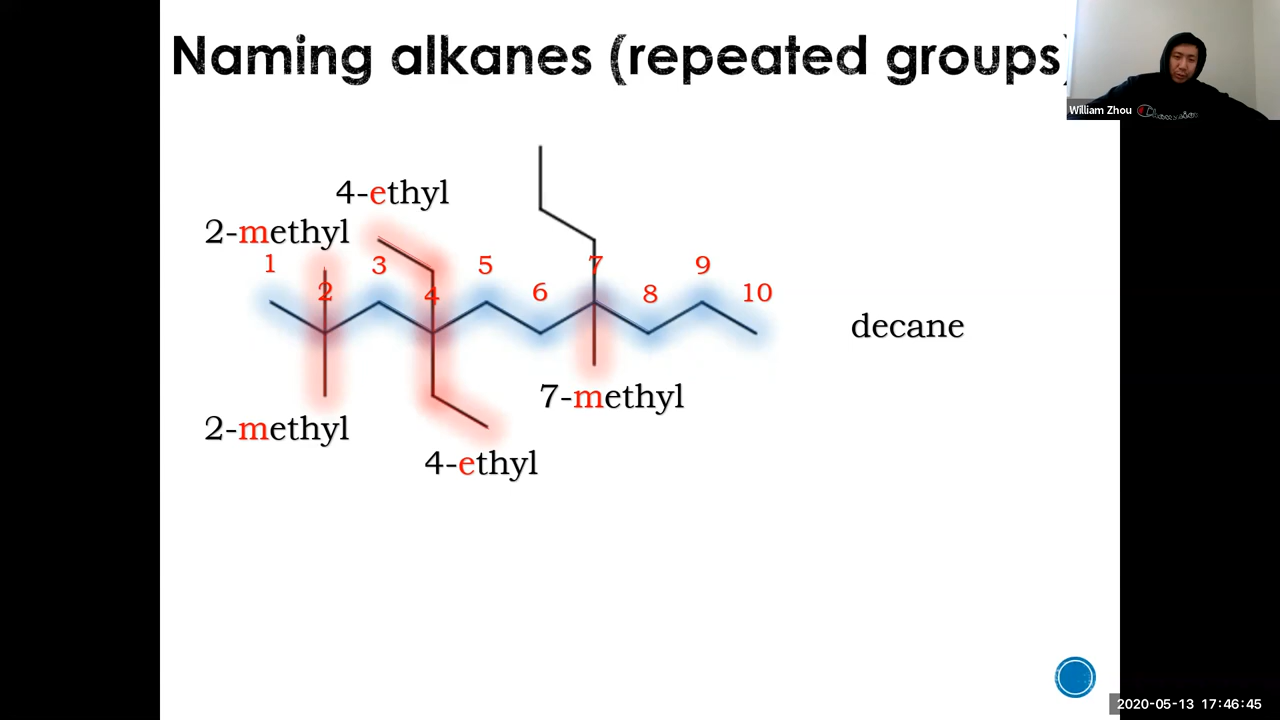 Naming alkanes (repeated groups)
William Zhou
Champion
4-ethyl
2-methyl
1 2 3 4 5 6 7 8 9 10
decane
7-methyl
2-methyl
4-ethyl
2020-05-13 17:46:45